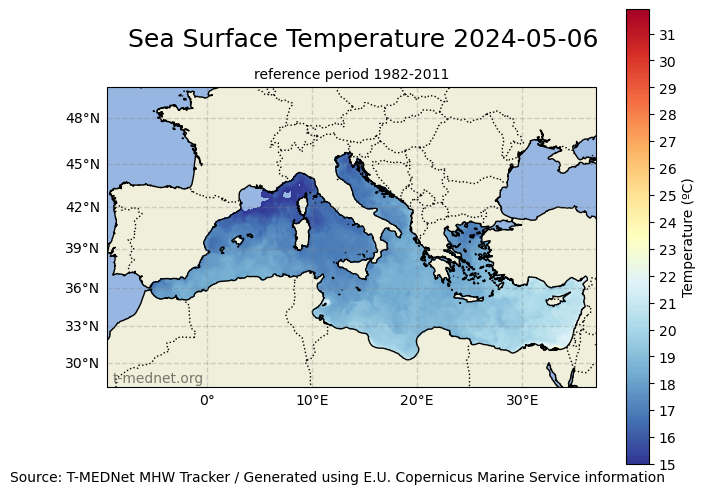 Sea Surface Temperature 2024-05-06
reference period 1982-2011
48°N
45°N
42°N
39°N
36°N
33°N
30°N
t-mednet.org
0°
10°E
20°E
30°E
31
30
29
28
27
26
25
24
23
22
21
20
19
18
17
16
15
Temperature (ºC)
Source: T-MEDNet MHW Tracker / Generated using E.U. Copernicus Marine Service information